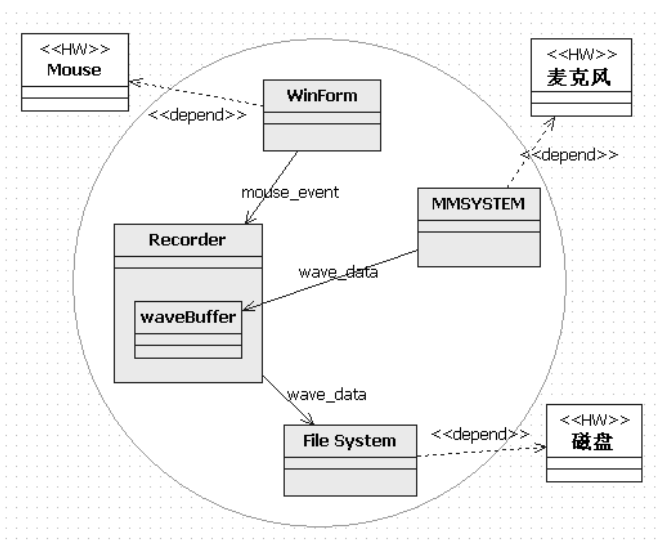 <<HW>>
Mouse
<<HW>>
麦克风
WinForm
<<depend>>
<<depend>>
mouse_event
MMSYSTEM
Recorder
wave_data
waveBuffer
wave_data
<<HW>>
磁盘
File System
<<depend>>